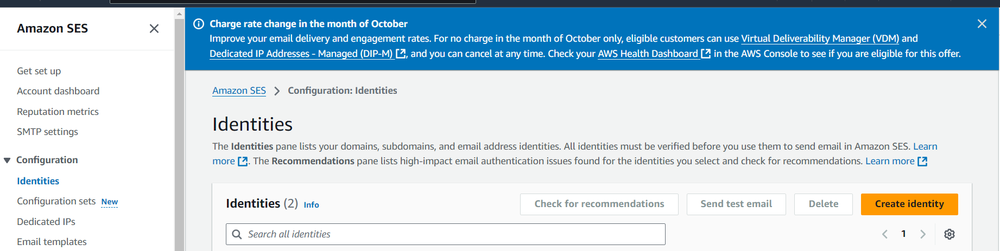 Amazon SES
Get set up
Account dashboard
Reputation metrics
SMTP settings
Configuration
Identities
Configuration sets New
Dedicated IPs
Email templates
Charge rate change in the month of October
Improve your email delivery and engagement rates. For no charge in the month of October only, eligible customers can use Virtual Deliverability Manager (VDM) and
Dedicated IP Addresses - Managed (DIP-M) , and you can cancel at any time. Check your AWS Health Dashboard in the AWS Console to see if you are eligible for this offer.
Amazon SES Configuration: Identities
Identities
The Identities pane lists your domains, subdomains, and email address identities. All identities must be verified before you use them to send email in Amazon SES. Learn
more . The Recommendations pane lists high-impact email authentication issues found for the identities you select and check for recommendations. Learn more
Identities (2) Info Check for recommendations Send test email Delete Create identity
Search all identities 1